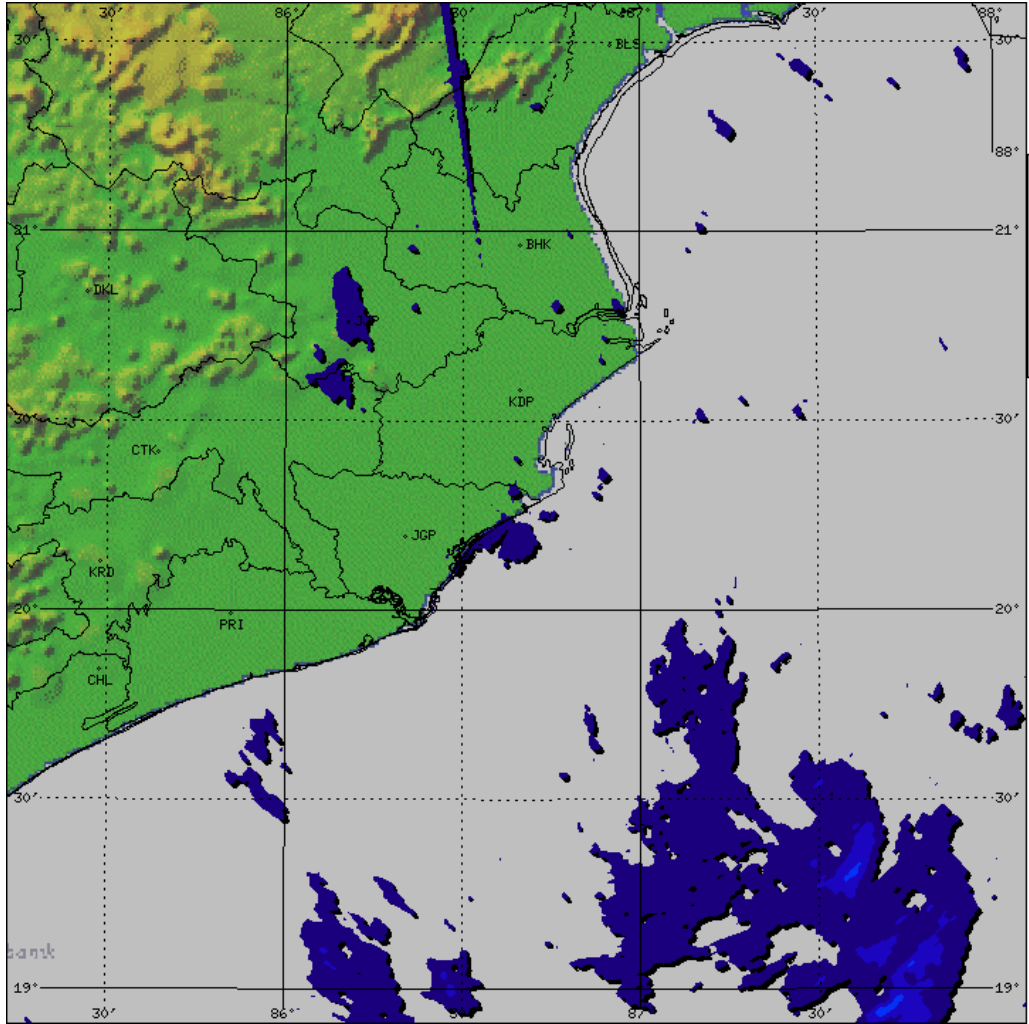 30′ 86° 30′ 87° 30′ 88°
30′ BLS 30′
88°
21° BHK 21°
DKL
KDP
30′ 30′
CTK
JGP
KRD
20° 20°
PRI
CHL
30′ 30′
19° 19°
30′ 86° 87° 30′